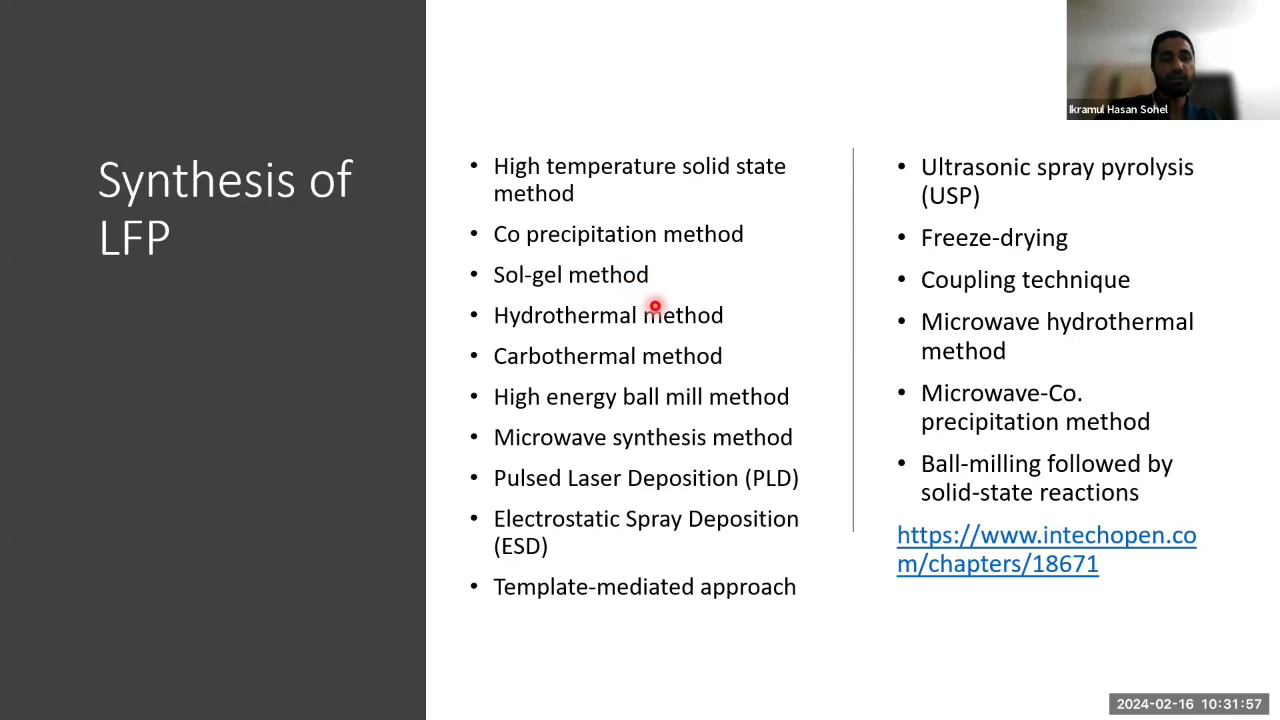 Synthesis of
LFP
• High temperature solid state
method
• Co precipitation method
• Sol-gel method
• Hydrothermal method
• Carbothermal method
• High energy ball mill method
• Microwave synthesis method
• Pulsed Laser Deposition (PLD)
• Electrostatic Spray Deposition
(ESD)
• Template-mediated approach
• Ultrasonic spray pyrolysis
(USP)
• Freeze-drying
• Coupling technique
• Microwave hydrothermal
method
• Microwave-Co.
precipitation method
• Ball-milling followed by
solid-state reactions
https://www.intechopen.co
m/chapters/18671
Ikramul Hasan Sohel
2024-02-16 10:31:57